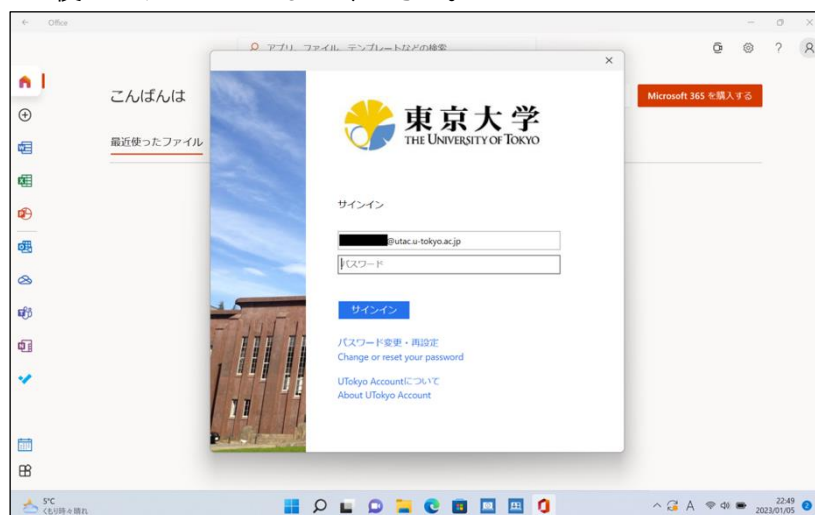 Office
アプリ、ファイル、テンプレートなどの検索
こんばんは
Microsoft 365 を購入する
最近使ったファイル
東京大学
THE UNIVERSITY OF TOKYO
サインイン
@utac.u-tokyo.ac.jp
パスワード
サインイン
パスワード変更・再設定
Change or reset your password
UTokyo Accountについて
About UTokyo Account
5°C
くもり時々晴れ
A
22:49
2023/01/05
2